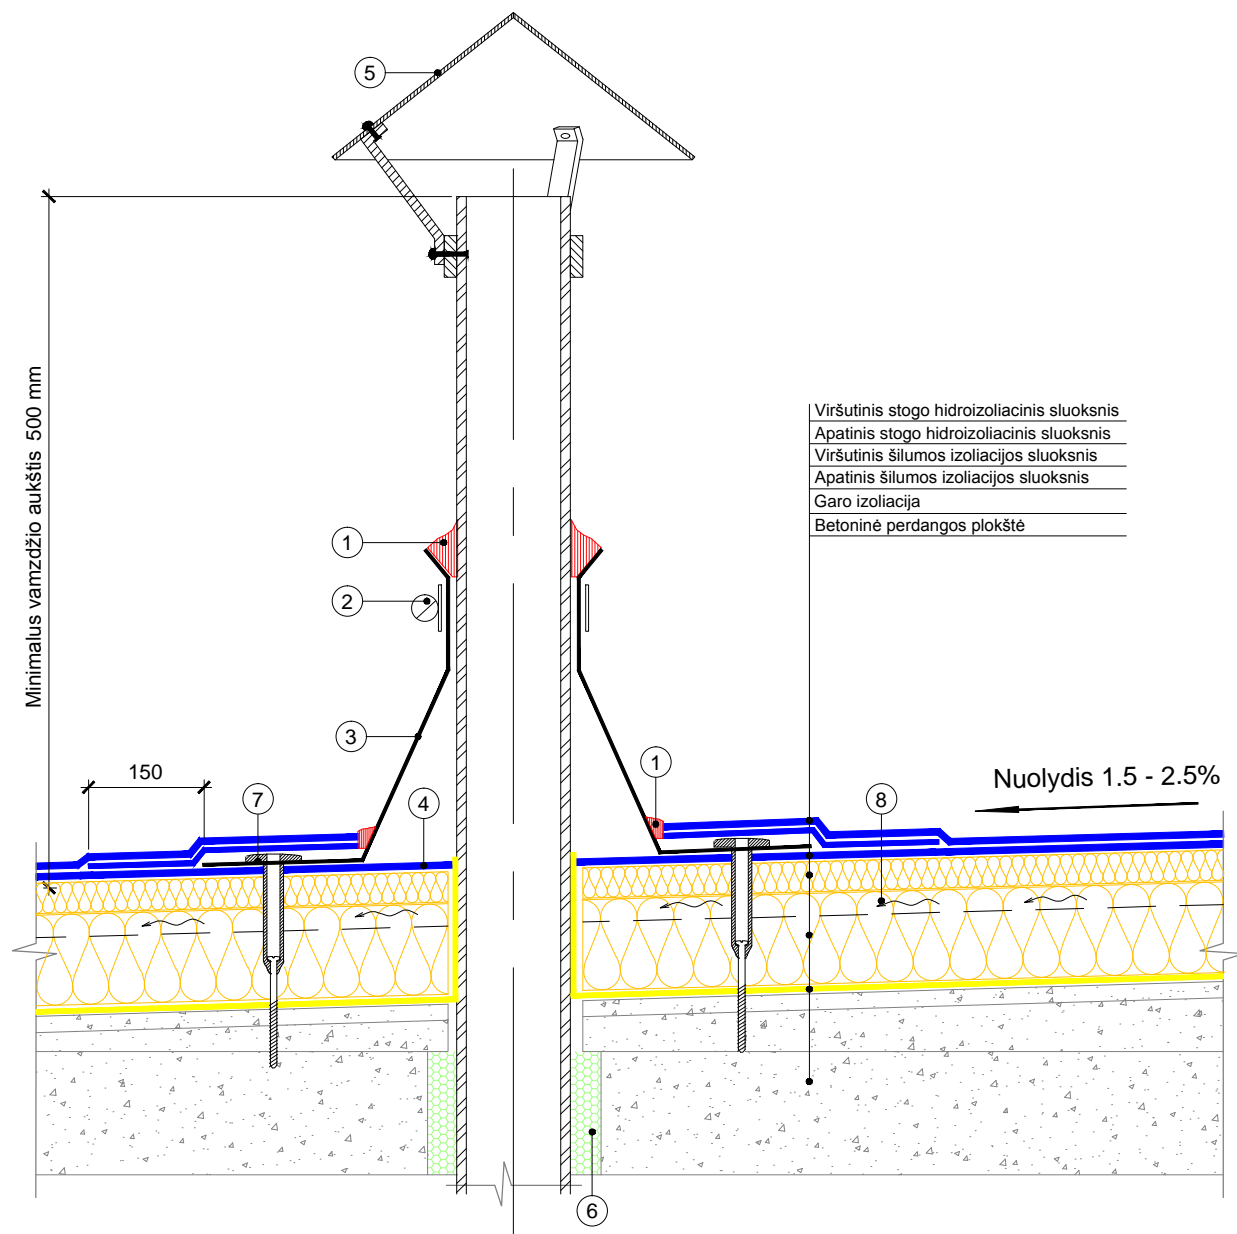 5
Minimalus vamzdžio aukštis 500 mm
Viršutinis stogo hidroizoliacinis sluoksnis
Apatinis stogo hidroizoliacinis sluoksnis
Viršutinis šilumos izoliacijos sluoksnis
Apatinis šilumos izoliacijos sluoksnis
Garo izoliacija
Betoninė perdangos plokštė
1
2
3
150
7
4
1
8
Nuolydis 1.5 - 2.5%
6